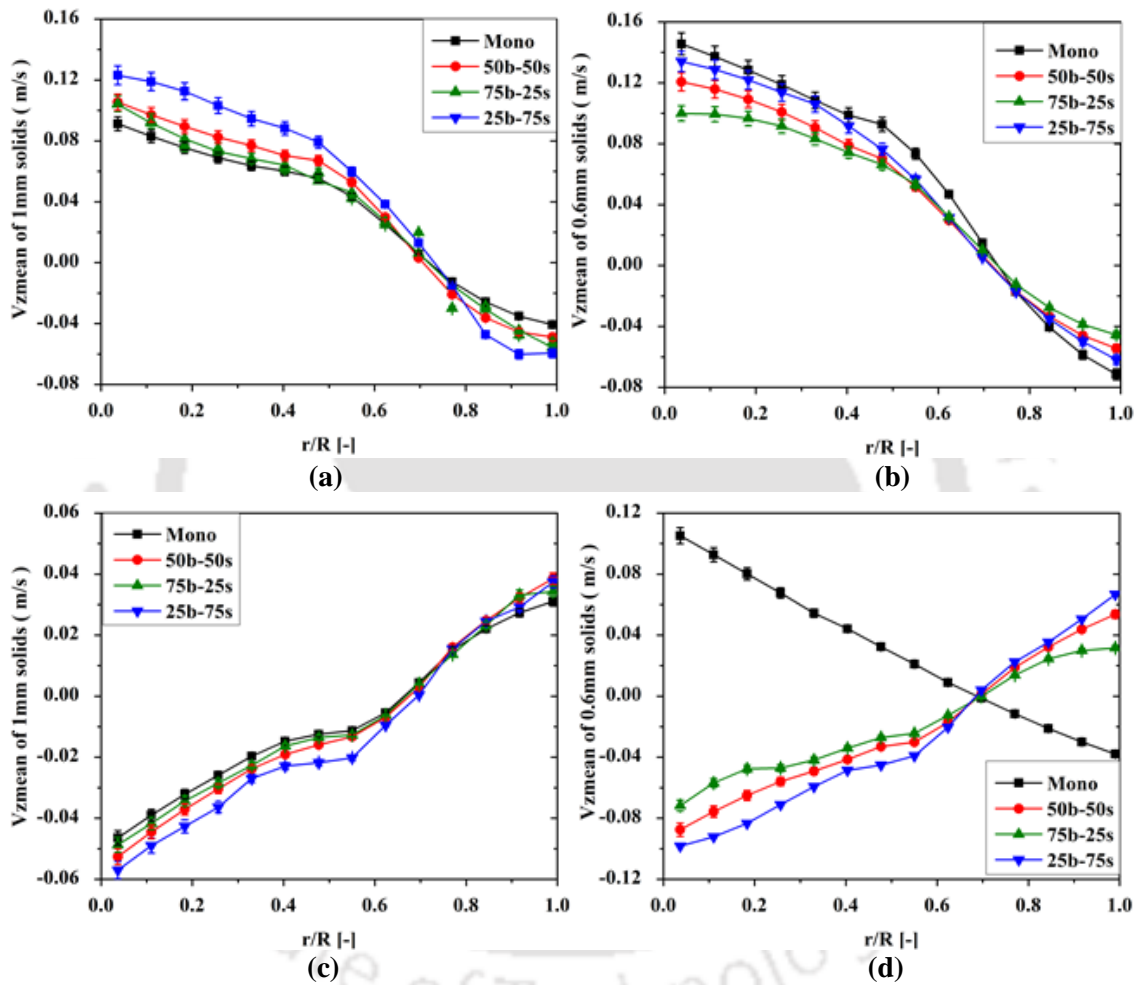 0.16
0.12
0.08
0.04
0.00
-0.04
-0.08
Vzmean of 1mm solids ( m/s )
Mono
50b-50s
75b-25s
25b-75s
0.0 0.2 0.4 0.6 0.8 1.0
r/R [-]
(a)
0.16
0.12
0.08
0.04
0.00
-0.04
-0.08
Vzmean of 0.6mm solids ( m/s )
Mono
50b-50s
75b-25s
25b-75s
0.0 0.2 0.4 0.6 0.8 1.0
r/R [-]
(b)
0.06
0.04
0.02
0.00
-0.02
-0.04
-0.06
Vzmean of 1mm solids ( m/s )
Mono
50b-50s
75b-25s
25b-75s
0.0 0.2 0.4 0.6 0.8 1.0
r/R [-]
(c)
0.12
0.08
0.04
0.00
-0.04
-0.08
-0.12
Vzmean of 0.6mm solids ( m/s )
Mono
50b-50s
75b-25s
25b-75s
0.0 0.2 0.4 0.6 0.8 1.0
r/R [-]
(d)